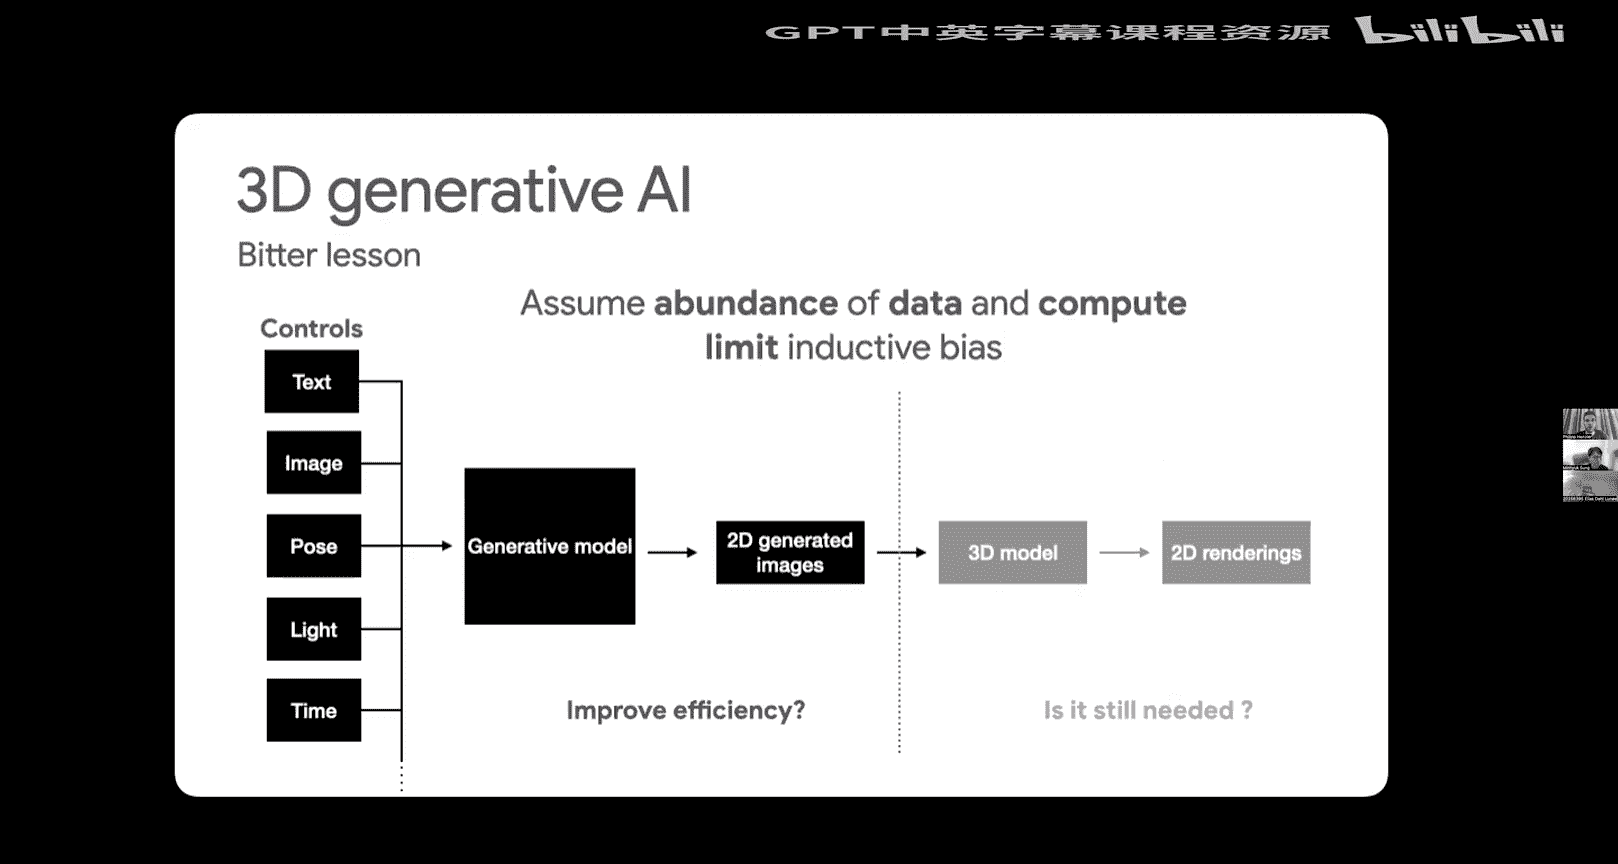 GPT中英字幕课程资源 bilibili
3D generative AI
Bitter lesson
Assume abundance of data and compute
limit inductive bias
Controls
Text
Image
Pose
Light
Time
Generative model
2D generated
images
3D model
2D renderings
Improve efficiency?
Is it still needed ?